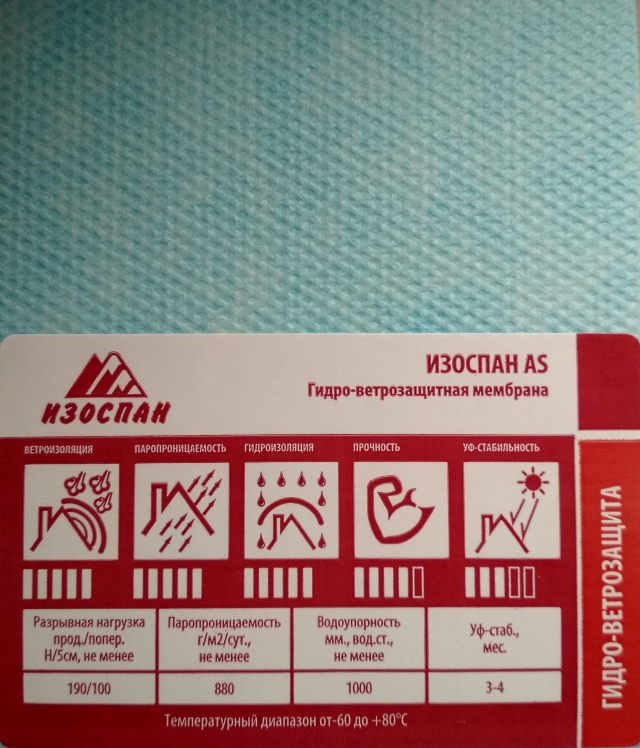 ИЗОСПАН
ИЗОСПАН AS
Гидро-ветрозащитная мембрана
ВЕТРОИЗОЛЯЦИЯ
ПАРОПРОНИЦАЕМОСТЬ
ГИДРОИЗОЛЯЦИЯ
ПРОЧНОСТЬ
УФ-СТАБИЛЬНОСТЬ
Разрывная нагрузка
прод./попер.
Н/5см, не менее
Паропроницаемость
г/м2/сут.,
не менее
Водоупорность
мм., вод.ст.,
не менее
Уф-стаб.,
мес.
190/100
880
1000
3-4
Температурный диапазон от-60 до +80°С
ГИДРО-ВЕТРОЗАЩИТА